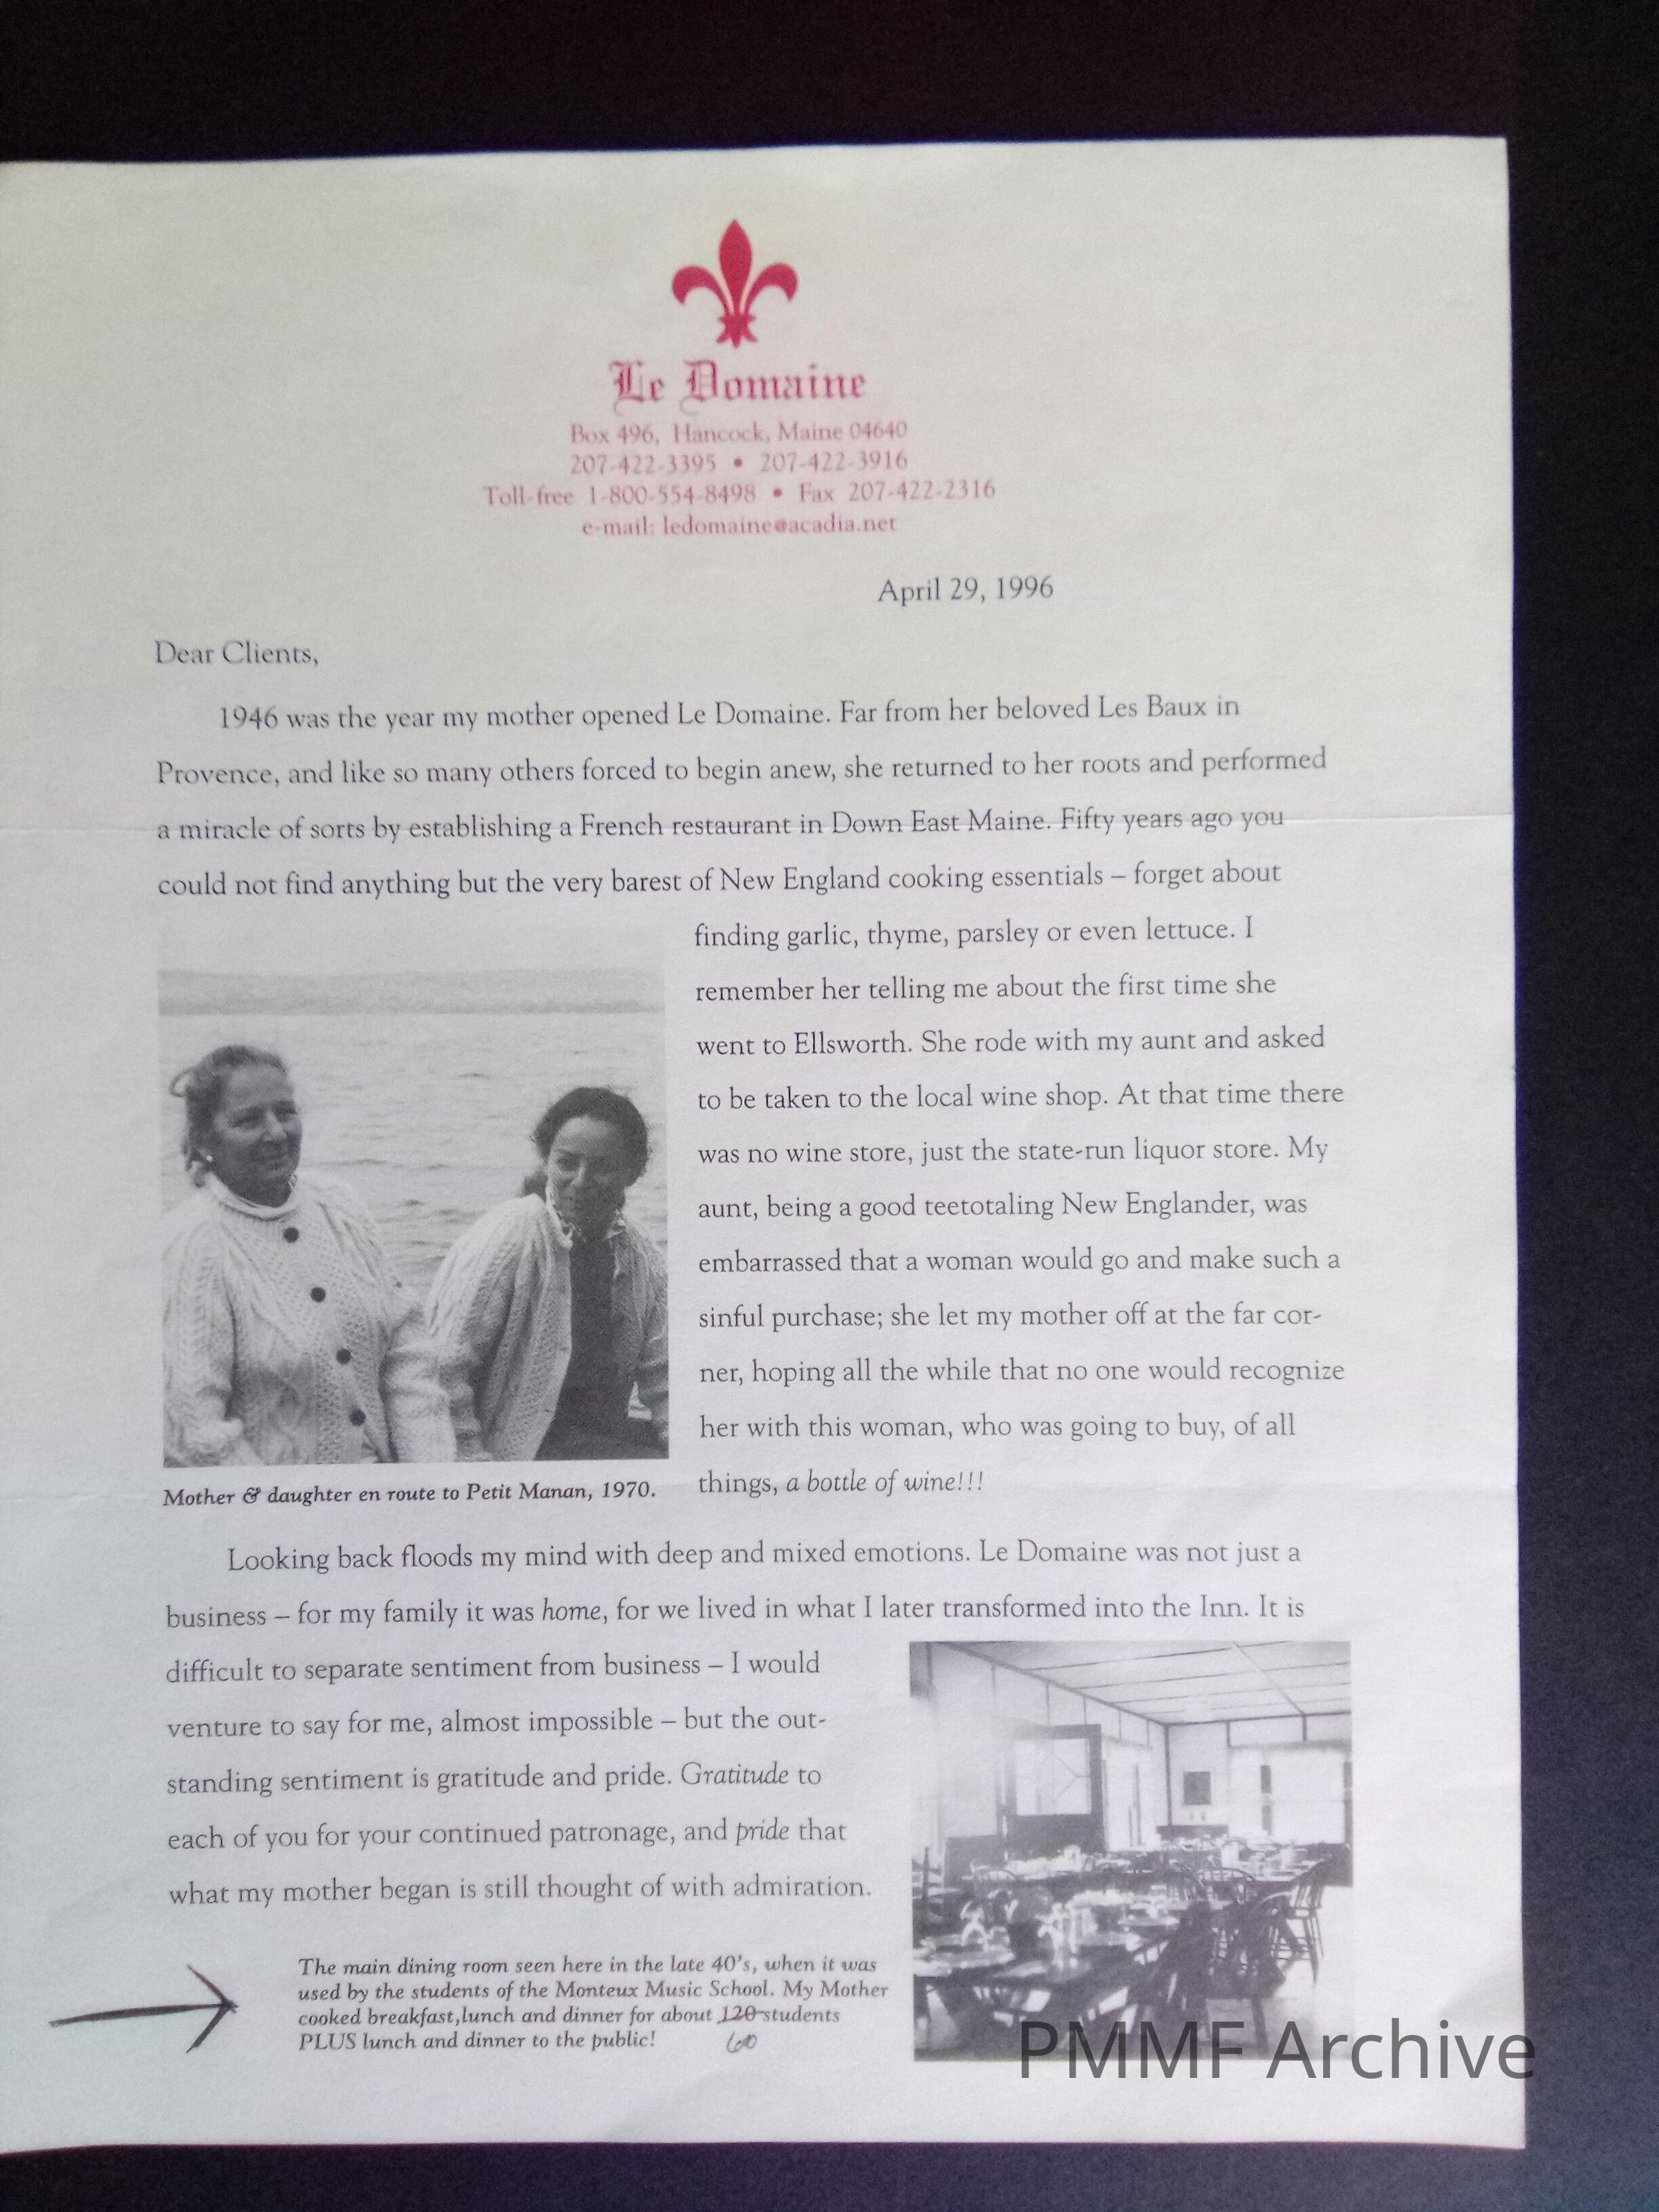 Le Domaine
Box 496, Hancock, Maine 04640
207-422-3395 • 207-422-3916
Toll-free 1-800-554-8498 • Fax 207-422-2316
e-mail: ledomaine@acadia.net
April 29, 1996
Dear Clients,
1946 was the year my mother opened Le Domaine. Far from her beloved Les Baux in
Provence, and like so many others forced to begin anew, she returned to her roots and performed
a miracle of sorts by establishing a French restaurant in Down East Maine. Fifty years ago you
could not find anything but the very barest of New England cooking essentials – forget about
finding garlic, thyme, parsley or even lettuce. I
remember her telling me about the first time she
went to Ellsworth. She rode with my aunt and asked
to be taken to the local wine shop. At that time there
was no wine store, just the state-run liquor store. My
aunt, being a good teetotaling New Englander, was
embarrassed that a woman would go and make such a
sinful purchase; she let my mother off at the far cor-
ner, hoping all the while that no one would recognize
her with this woman, who was going to buy, of all
things, a bottle of wine!!!
Mother & daughter en route to Petit Manan, 1970.
Looking back floods my mind with deep and mixed emotions. Le Domaine was not just a
business – for my family it was home, for we lived in what I later transformed into the Inn. It is
difficult to separate sentiment from business – I would
venture to say for me, almost impossible – but the out-
standing sentiment is gratitude and pride. Gratitude to
each of you for your continued patronage, and pride that
what my mother began is still thought of with admiration.
The main dining room seen here in the late 40's, when it was
used by the students of the Monteux Music School. My Mother
cooked breakfast,lunch and dinner for about 120 students
PLUS lunch and dinner to the public!
60
PMMF Archive